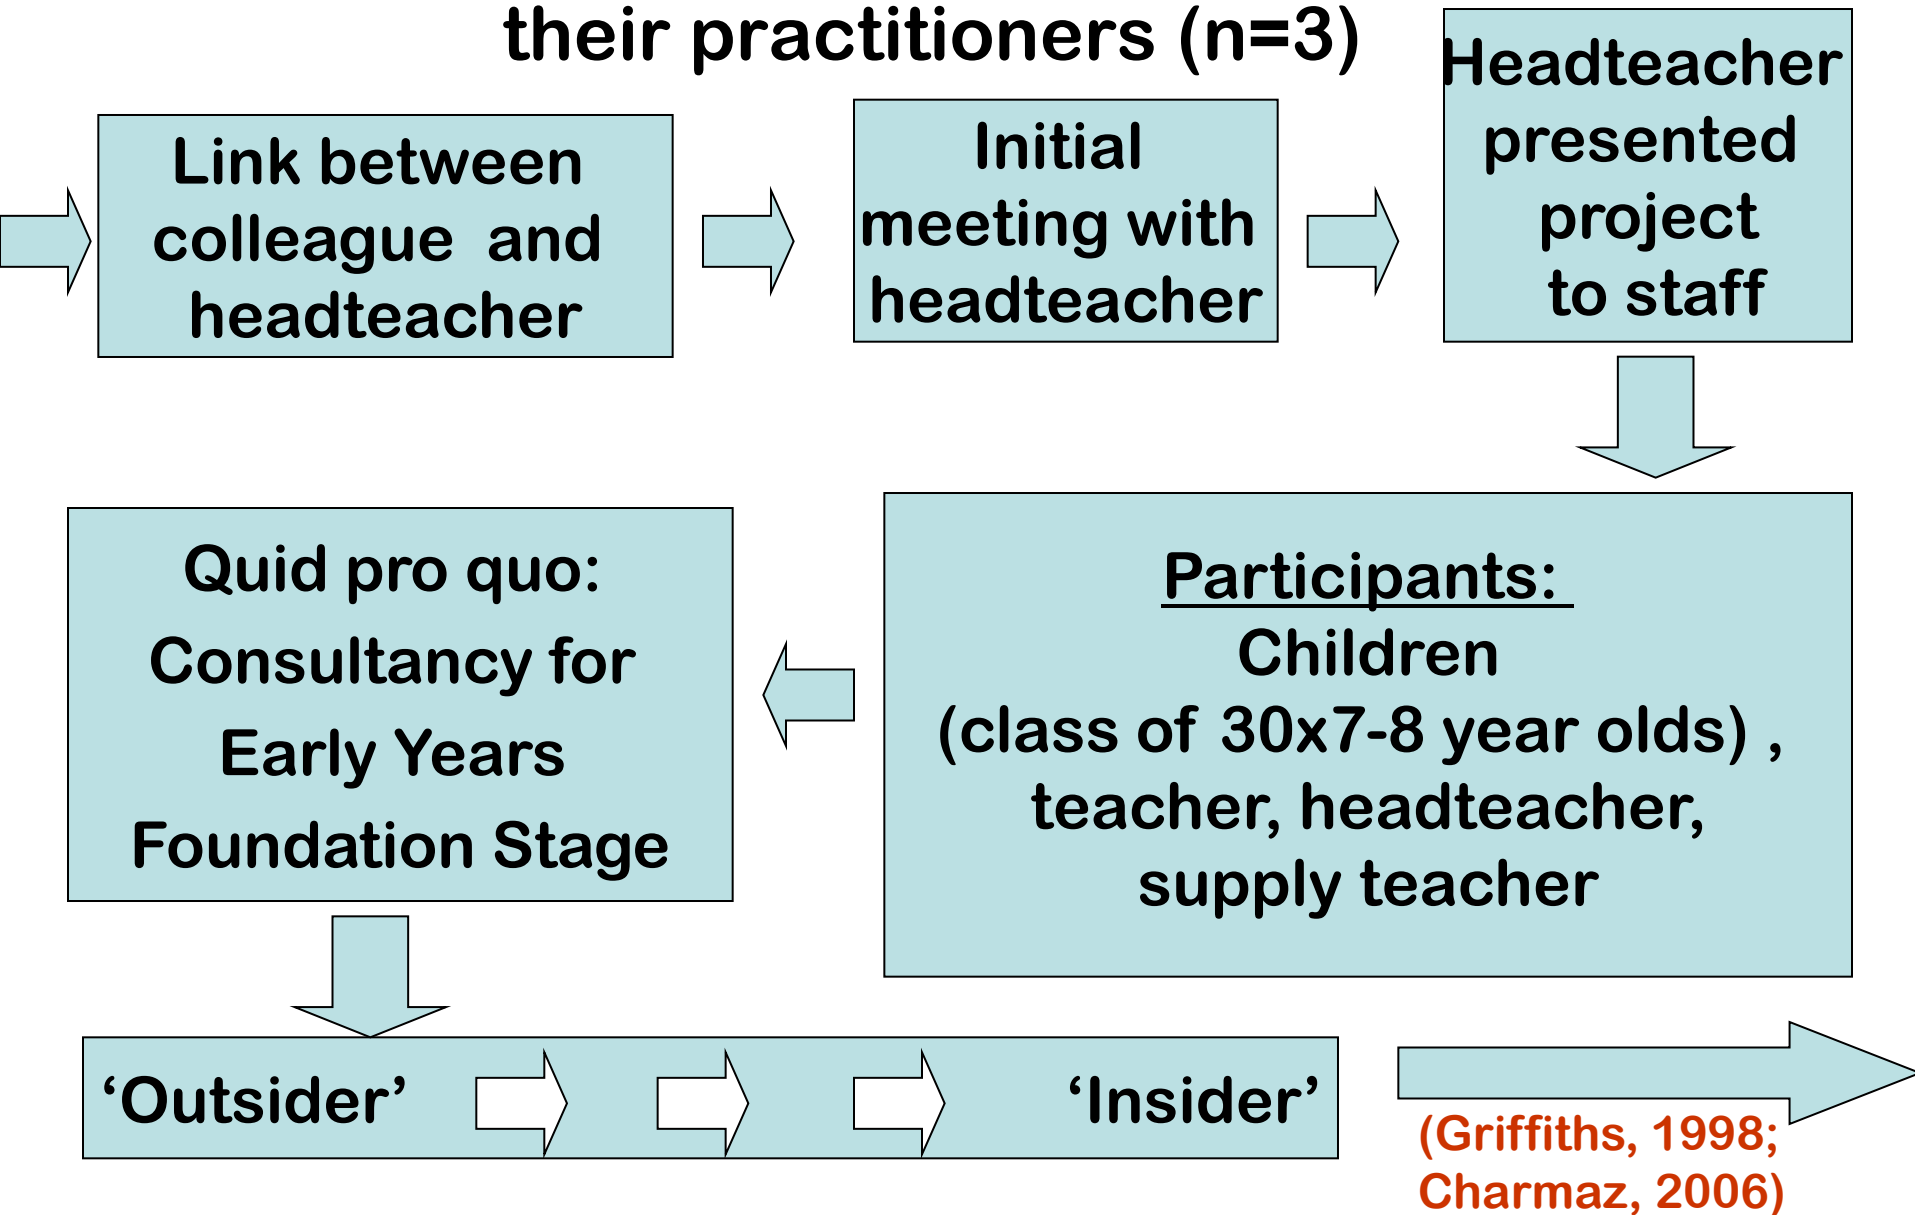 their practitioners (n=3)
Link between
colleague and
headteacher
Initial
meeting with
headteacher
Headteacher
presented
project
to staff
Participants:
Children
(class of 30x7-8 year olds) ,
teacher, headteacher,
supply teacher
Quid pro quo:
Consultancy for
Early Years
Foundation Stage
‘Outsider’ ‘Insider’
(Griffiths, 1998;
Charmaz, 2006)